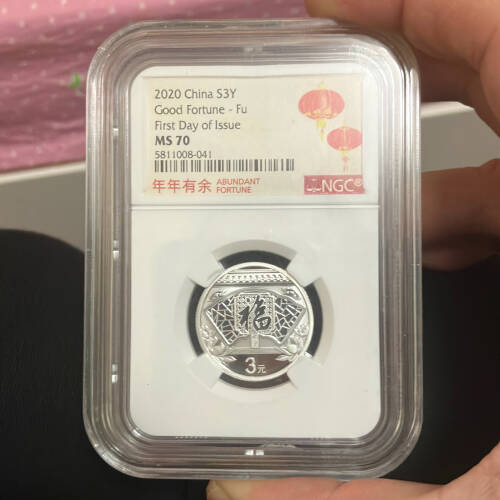 2020 China S3Y
Good Fortune - Fu
First Day of Issue
MS 70
5811008-041
年年有余 ABUNDANT FORTUNE
NGC®
福
3元